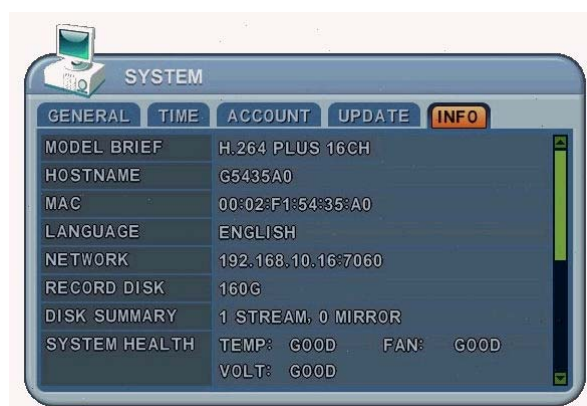 SYSTEM
GENERAL TIME ACCOUNT UPDATE INFO
MODEL BRIEF H.264 PLUS 16CH
HOSTNAME G5435A0
MAC 00:02:F1:54:35:A0
LANGUAGE ENGLISH
NETWORK 192.168.10.16:7060
RECORD DISK 160G
DISK SUMMARY 1 STREAM, 0 MIRROR
SYSTEM HEALTH TEMP: GOOD FAN: GOOD
VOLT: GOOD